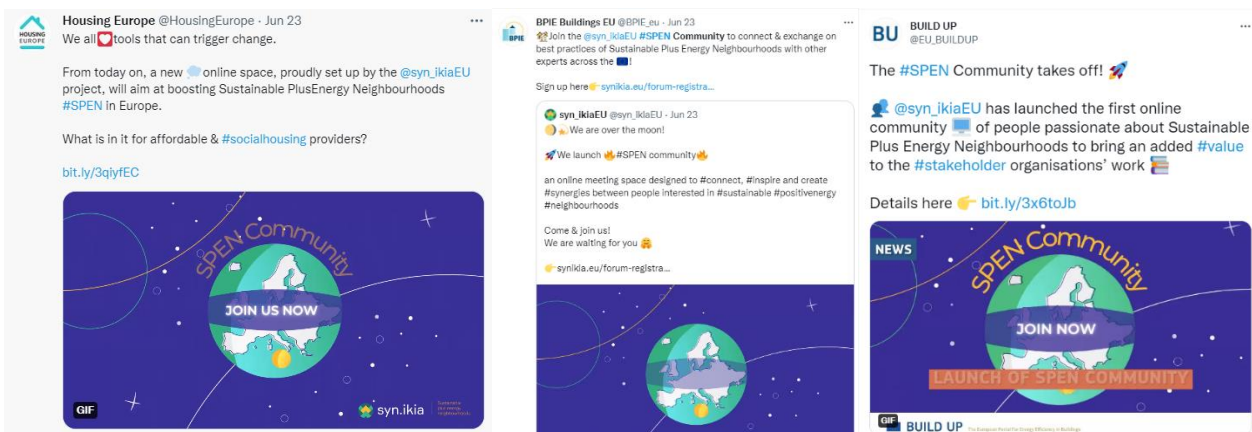 HOUSING
EUROPE
Housing Europe @HousingEurope · Jun 23
We all tools that can trigger change.
From today on, a new online space, proudly set up by the @syn_ikiaEU
project, will aim at boosting Sustainable PlusEnergy Neighbourhoods
#SPEN in Europe.
What is in it for affordable & #socialhousing providers?
bit.ly/3qiyfEC
SPEN Community
JOIN US NOW
GIF
syn.ikia
BPIE
BPIE Buildings EU @BPIE_eu · Jun 23
Join the @syn_ikiaEU #SPEN Community to connect & exchange on
best practices of Sustainable Plus Energy Neighbourhoods with other
experts across the !
Sign up here synikia.eu/forum-registra...
syn_ikiaEU @syn_IkiaEU · Jun 23
We are over the moon!
We launch #SPEN community
an online meeting space designed to #connect, #inspire and create
#synergies between people interested in #sustainable #positivenergy
#neighbourhoods
Come & join us!
We are waiting for you
synikia.eu/forum-registra...
BU
BUILD UP
@EU_BUILDUP
The #SPEN Community takes off!
@syn_ikiaEU has launched the first online
community of people passionate about Sustainable
Plus Energy Neighbourhoods to bring an added #value
to the #stakeholder organisations' work
Details here bit.ly/3x6toJb
NEWS
SPEN Community
JOIN NOW
LAUNCH OF SPEN COMMUNITY
GIF
BUILD UP